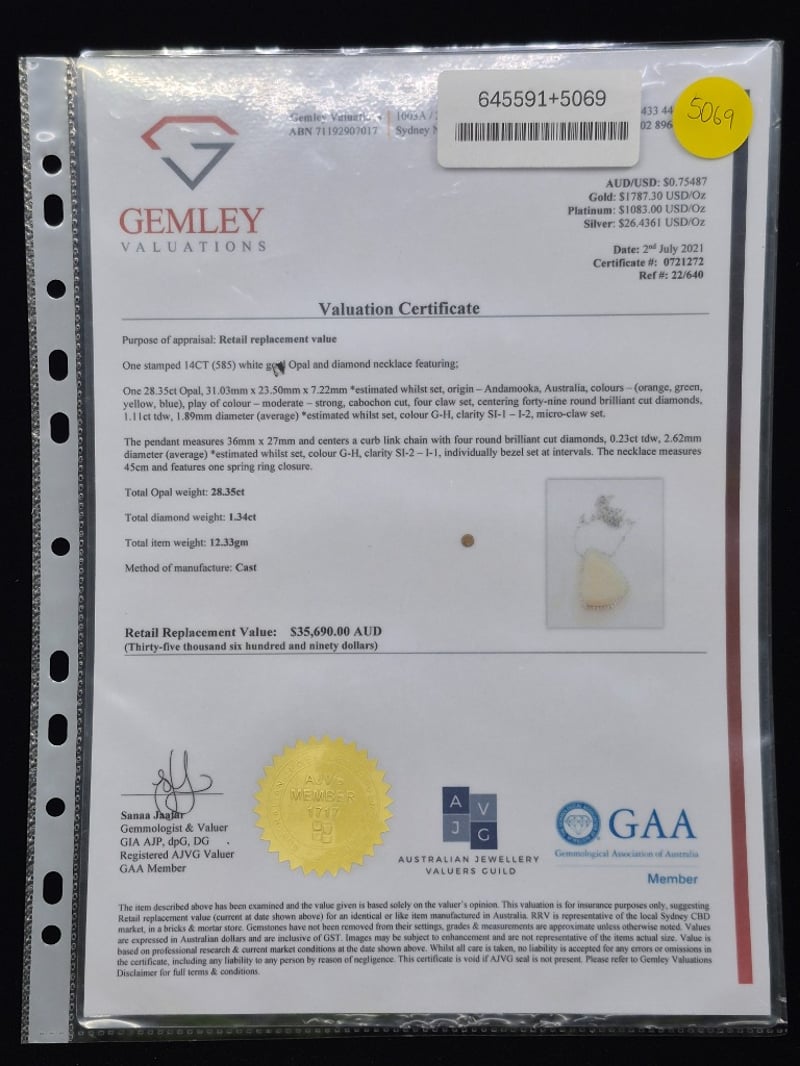 645591+5069
5069
Gemley
1003A /
433 44
ABN 71192907017
Sydney
02 896
GEMLEY
VALUATIONS
AUD/USD: $0.75487
Gold: $1787.30 USD/Oz
Platinum: $1083.00 USD/Oz
Silver: $26.4361 USD/Oz
Date: 2nd July 2021
Certificate #: 0721272
Ref #: 22/640
Valuation Certificate
Purpose of appraisal: Retail replacement value
One stamped 14CT (585) white gold Opal and diamond necklace featuring;
One 28.35ct Opal, 31.03mm x 23.50mm x 7.22mm *estimated whilst set, origin – Andamooka, Australia, colours – (orange, green,
yellow, blue), play of colour – moderate – strong, cabochon cut, four claw set, centering forty-nine round brilliant cut diamonds,
1.11ct tdw, 1.89mm diameter (average) *estimated whilst set, colour G-H, clarity SI-1 – I-2, micro-claw set.
The pendant measures 36mm x 27mm and centers a curb link chain with four round brilliant cut diamonds, 0.23ct tdw, 2.62mm
diameter (average) *estimated whilst set, colour G-H, clarity SI-2 – I-1, individually bezel set at intervals. The necklace measures
45cm and features one spring ring closure.
Total Opal weight: 28.35ct
Total diamond weight: 1.34ct
Total item weight: 12.33gm
Method of manufacture: Cast
Retail Replacement Value: $35,690.00 AUD
(Thirty-five thousand six hundred and ninety dollars)
Sanaa Jaafar
Gemmologist & Valuer
GIA AJP, dpG, DG
Registered AJVG Valuer
GAA Member
AJVG
MEMBER
1717
A V
J G
AUSTRALIAN JEWELLERY
VALUERS GUILD
GAA
Gemmological Association of Australia
Member
The item described above has been examined and the value given is based solely on the valuer's opinion. This valuation is for insurance purposes only, suggesting
Retail replacement value (current at date shown above) for an identical or like item manufactured in Australia. RRV is representative of the local Sydney CBD
market, in a bricks & mortar store. Gemstones have not been removed from their settings, grades & measurements are approximate unless otherwise noted. Values
are expressed in Australian dollars and are inclusive of GST. Images may be subject to enhancement and are not representative of the items actual size. Value is
based on professional research & current market conditions at the date shown above. Whilst all care is taken, no liability is accepted for any errors or omissions in
the certificate, including any liability to any person by reason of negligence. This certificate is void if AJVG seal is not present. Please refer to Gemley Valuations
Disclaimer for full terms & conditions.